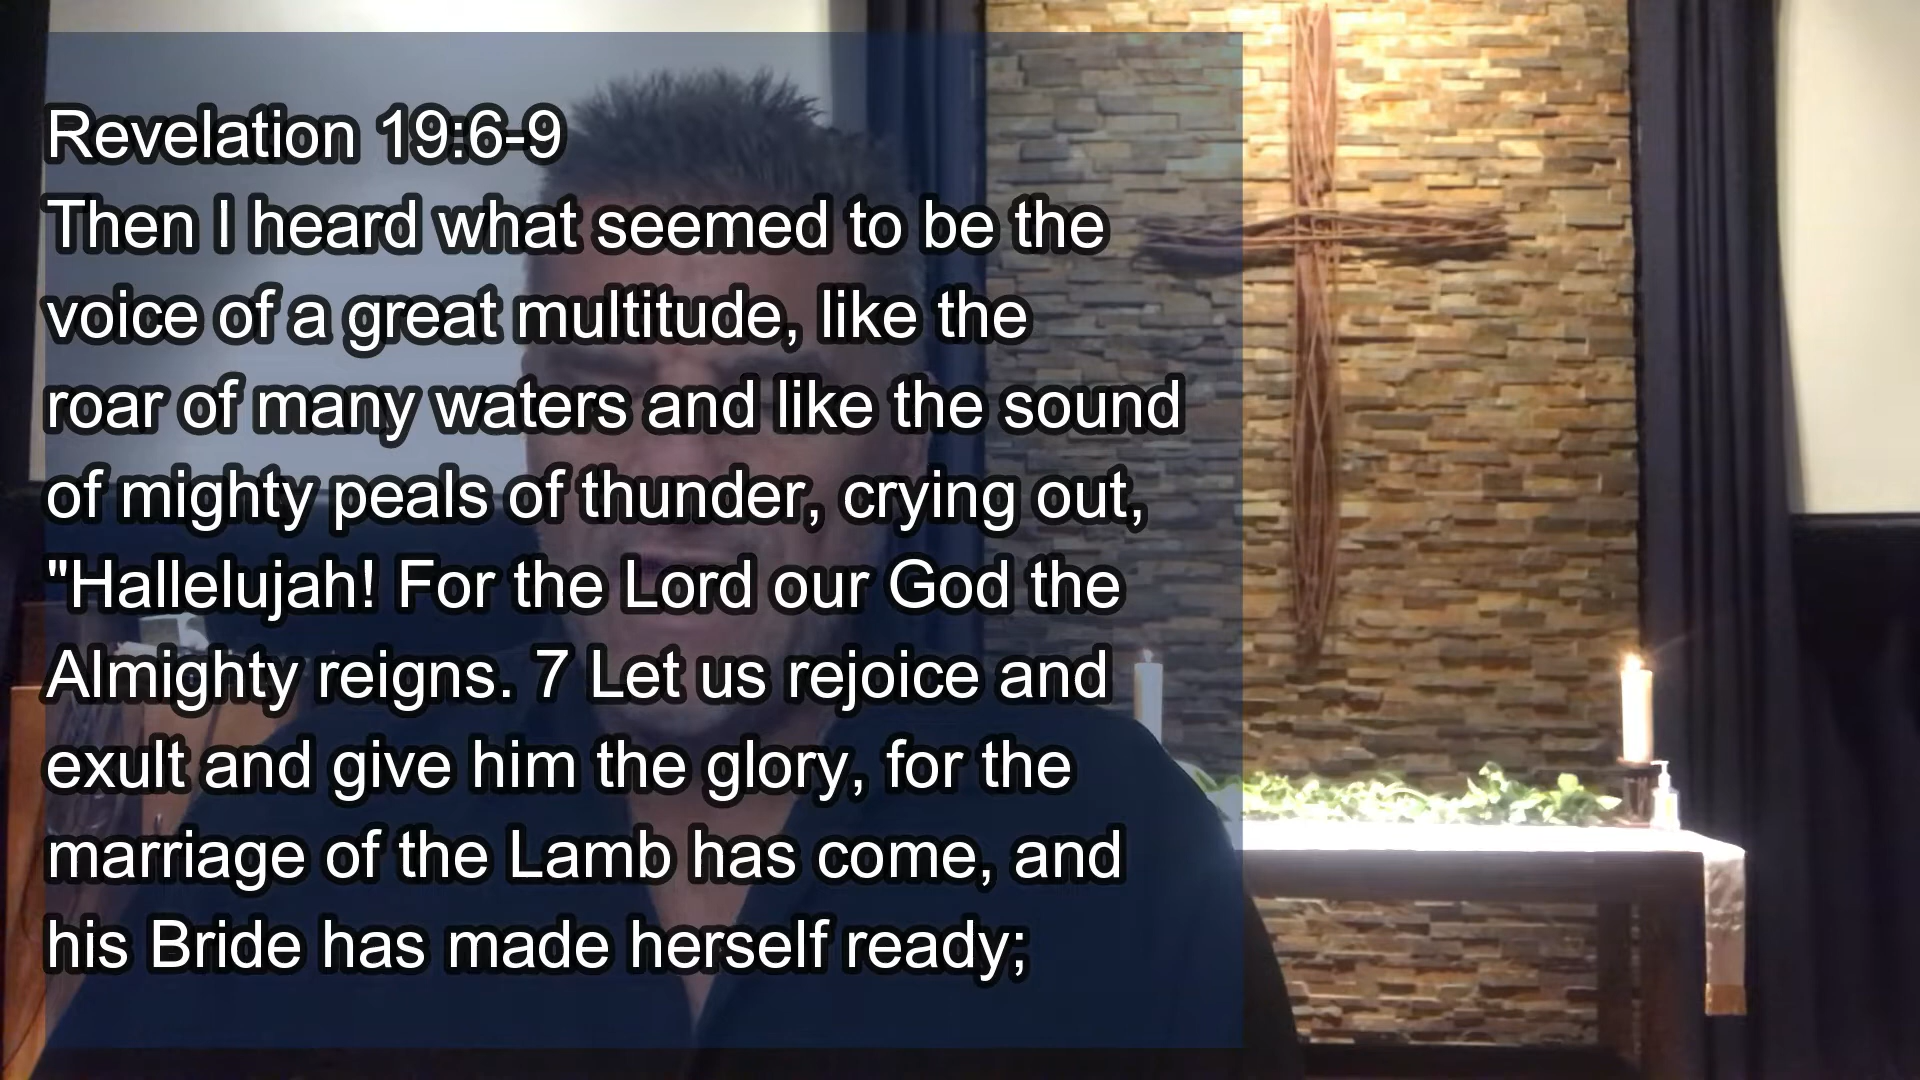 Revelation 19:6-9
Then I heard what seemed to be the
voice of a great multitude, like the
roar of many waters and like the sound
of mighty peals of thunder, crying out,
"Hallelujah! For the Lord our God the
Almighty reigns. 7 Let us rejoice and
exult and give him the glory, for the
marriage of the Lamb has come, and
his Bride has made herself ready;